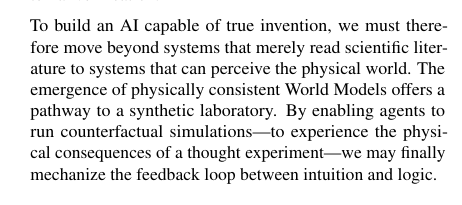 To build an AI capable of true invention, we must there-
fore move beyond systems that merely read scientific liter-
ature to systems that can perceive the physical world. The
emergence of physically consistent World Models offers a
pathway to a synthetic laboratory. By enabling agents to
run counterfactual simulations—to experience the physi-
cal consequences of a thought experiment—we may finally
mechanize the feedback loop between intuition and logic.